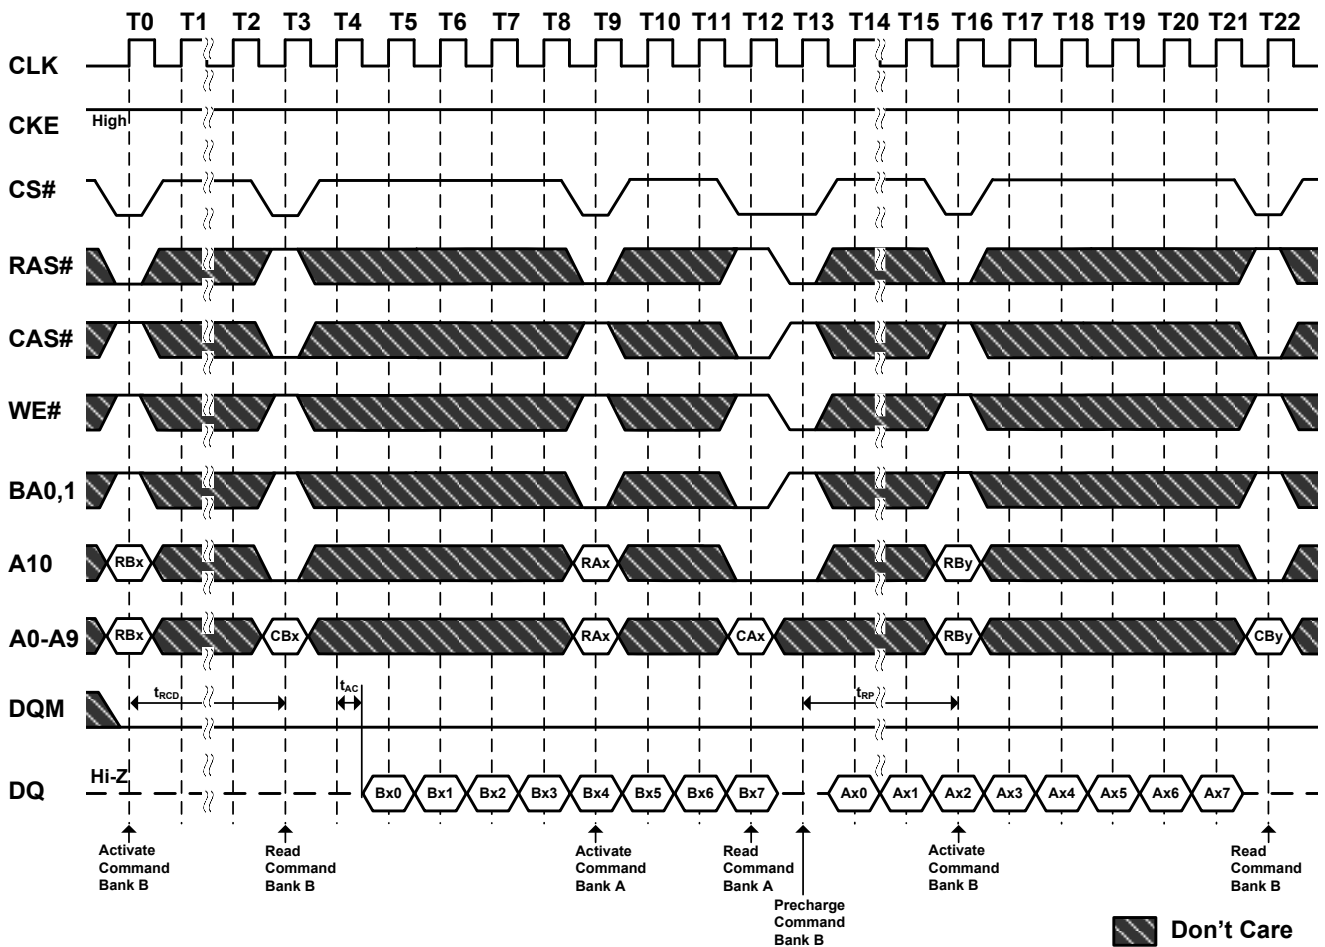 T0 T1 T2 T3 T4 T5 T6 T7 T8 T9 T10 T11 T12 T13 T14 T15 T16 T17 T18 T19 T20 T21 T22
CLK
CKE High
CS#
RAS#
CAS#
WE#
BA0,1
A10 RBx RAx RBy
A0-A9 RBx CBx RAx CAx RBy CBy
tRCD tAC tRP
DQM
Hi-Z
DQ Bx0 Bx1 Bx2 Bx3 Bx4 Bx5 Bx6 Bx7 Ax0 Ax1 Ax2 Ax3 Ax4 Ax5 Ax6 Ax7
Activate
Command
Bank B
Read
Command
Bank B
Activate
Command
Bank A
Read
Command
Bank A
Precharge
Command
Bank B
Activate
Command
Bank B
Read
Command
Bank B
Don't Care